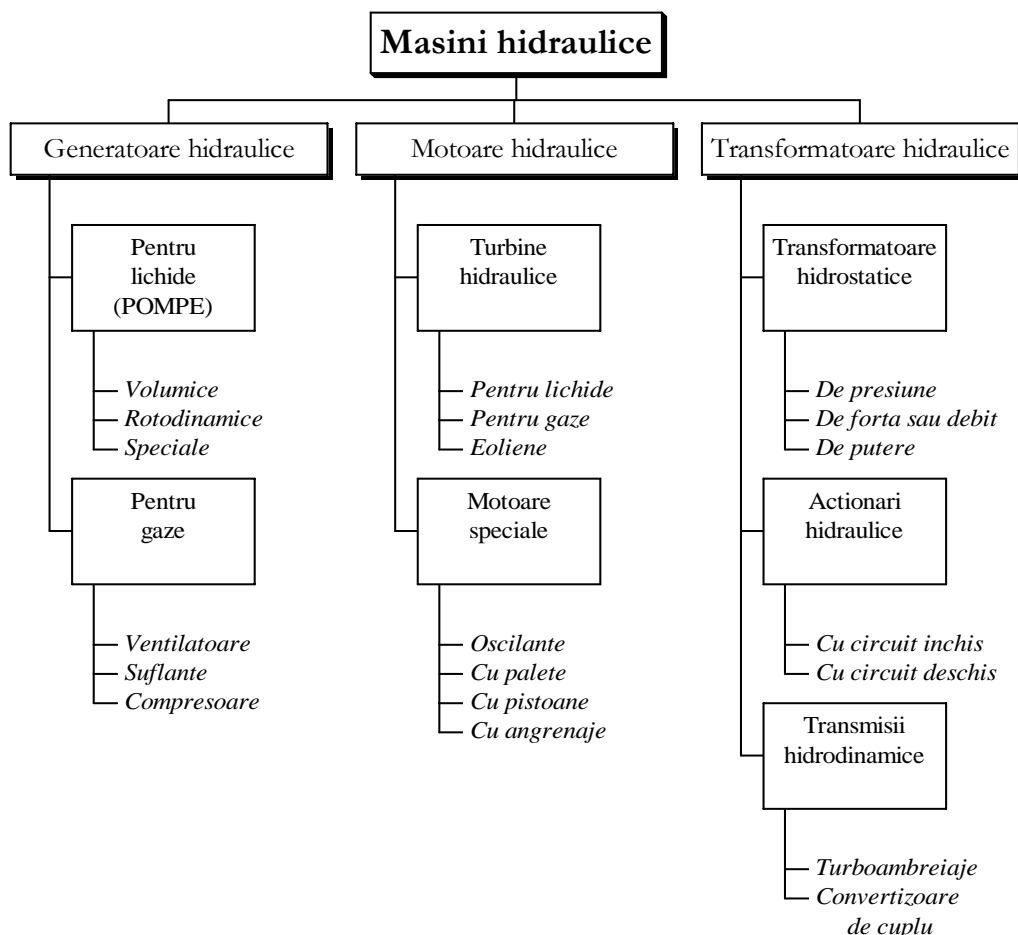 Masini hidraulice
Generatoare hidraulice
Pentru
lichide
(POMPE)
Volumice
Rotodinamice
Speciale
Pentru
gaze
Ventilatoare
Suflante
Compresoare
Motoare hidraulice
Turbine
hidraulice
Pentru lichide
Pentru gaze
Eoliene
Motoare
speciale
Oscilante
Cu palete
Cu pistoane
Cu angrenaje
Transformatoare hidraulice
Transformatoare
hidrostatice
De presiune
De forta sau debit
De putere
Actionari
hidraulice
Cu circuit inchis
Cu circuit deschis
Transmisii
hidrodinamice
Turboambreiaje
Convertizoare
de cuplu